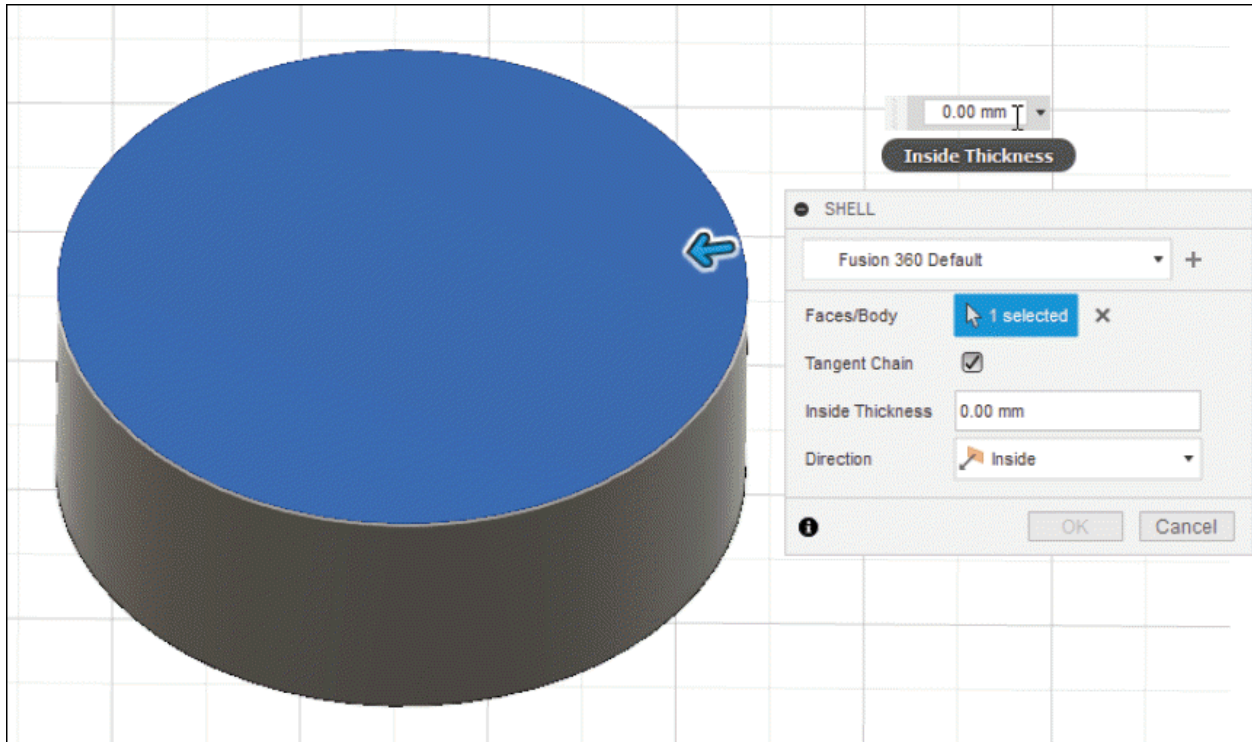 0.00 mm
Inside Thickness
SHELL
Fusion 360 Default
Faces/Body 1 selected
Tangent Chain
Inside Thickness 0.00 mm
Direction Inside
OK Cancel